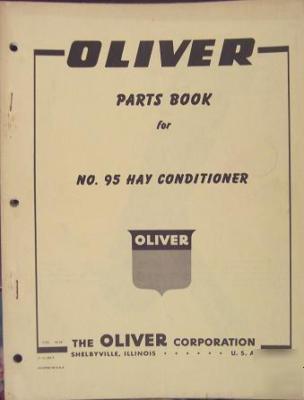 OLIVER
PARTS BOOK
for
NO. 95 HAY CONDITIONER
OLIVER
THE OLIVER CORPORATION
SHELBYVILLE, ILLINOIS • • • • • • U. S. A